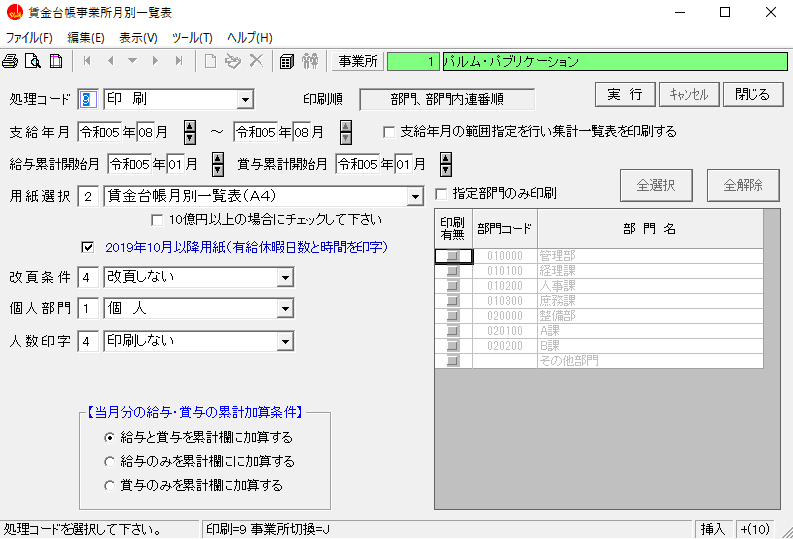 賃金台帳事業所月別一覧表
ファイル(F) 編集(E) 表示(V) ツール(T) ヘルプ(H)
事業所 1 パルム・パブリケーション
処理コード 9 印 刷 印刷順 部門、部門内連番順 実 行 キャンセル 閉じる
支給年月 令和05 年 08 月 ～ 令和05 年 08 月 支給年月の範囲指定を行い集計一覧表を印刷する
給与累計開始月 令和05 年 01 月 賞与累計開始月 令和05 年 01 月
用紙選択 2 賃金台帳月別一覧表(A4) 指定部門のみ印刷 全選択 全解除
10億円以上の場合にチェックして下さい
2019年10月以降用紙(有給休暇日数と時間を印字)
改頁条件 4 改頁しない
個人部門 1 個 人
人数印字 4 印刷しない
印刷有無 部門コード 部 門 名
010000 管理部
010100 経理課
010200 人事課
010300 庶務課
020000 整備部
020100 A課
020200 B課
その他部門
【当月分の給与・賞与の累計加算条件】
給与と賞与を累計欄に加算する
給与のみを累計欄にに加算する
賞与のみを累計欄に加算する
処理コードを選択して下さい。 印刷=9 事業所切換=J 挿入 +(10)